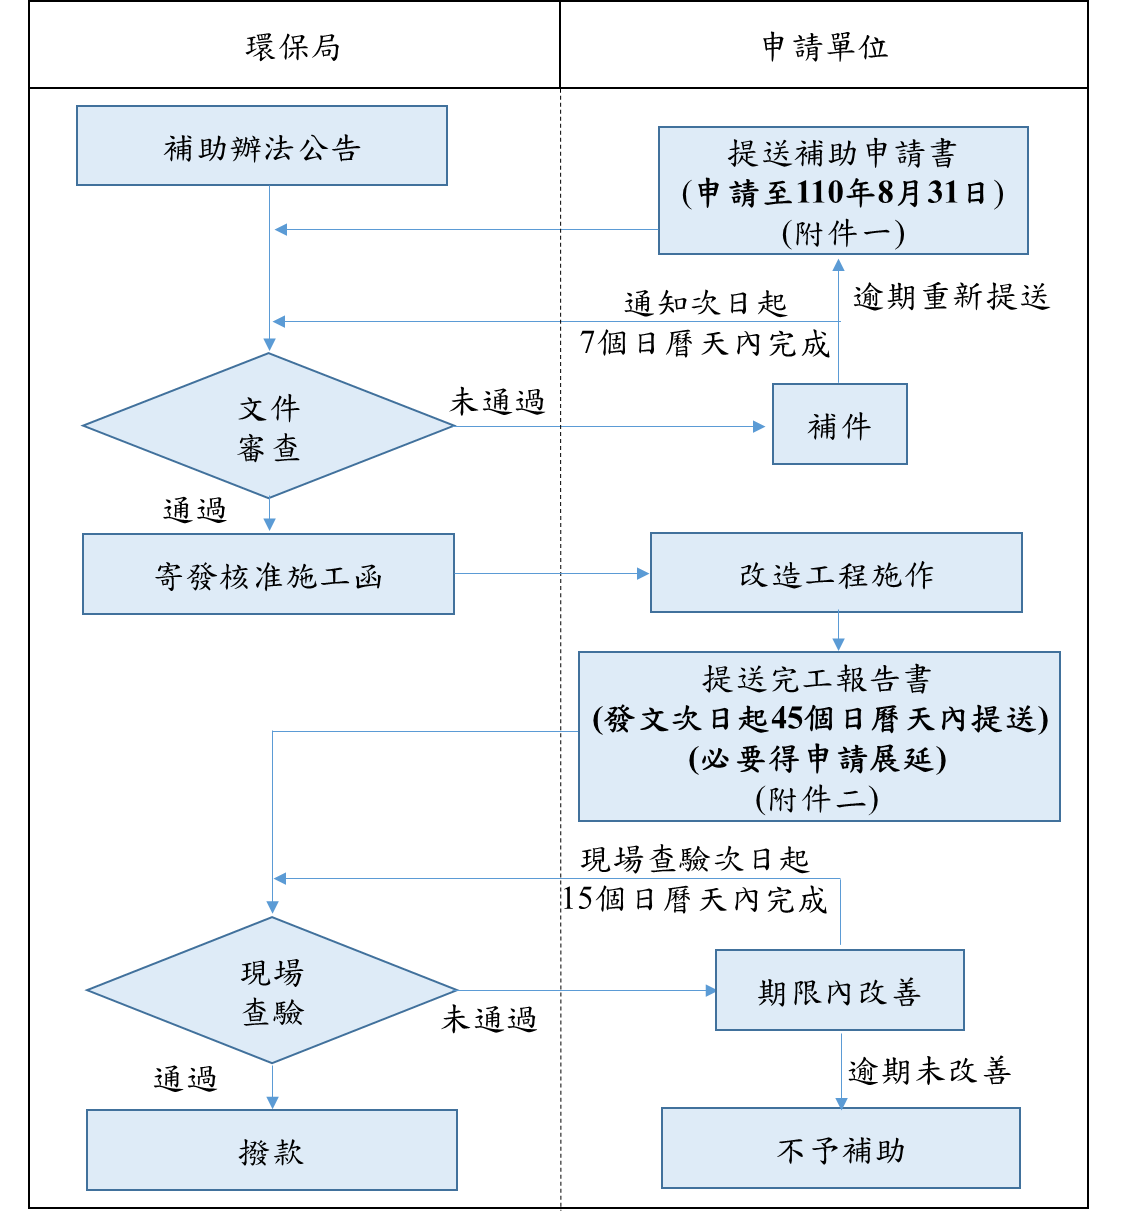 環保局
申請單位
補助辦法公告
提送補助申請書
(申請至110年8月31日)
(附件一)
通知次日起
7個日曆天內完成
逾期重新提送
文件
審查
未通過
補件
通過
寄發核准施工函
改造工程施作
提送完工報告書
(發文次日起45個日曆天內提送)
(必要得申請展延)
(附件二)
現場查驗次日起
15個日曆天內完成
現場
查驗
未通過
期限內改善
通過
逾期未改善
撥款
不予補助